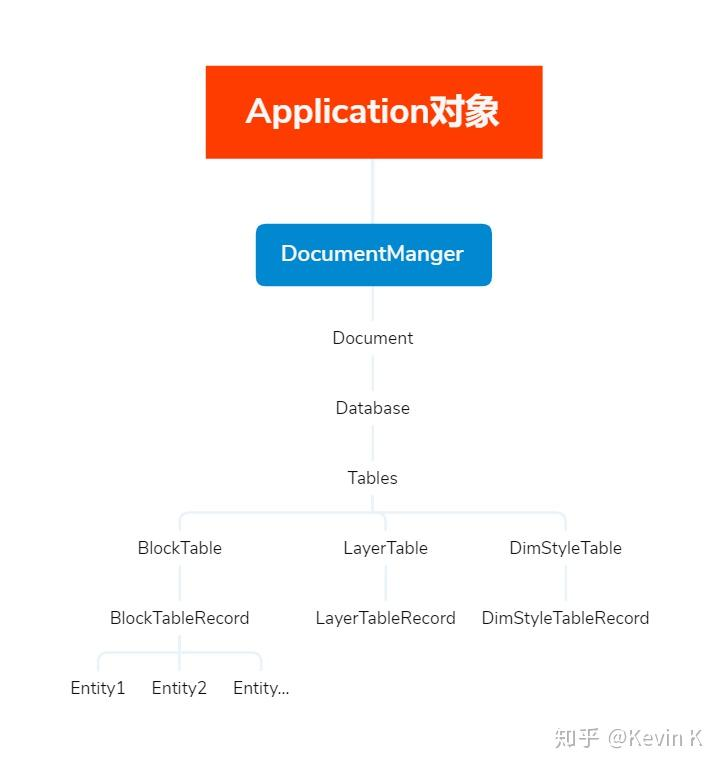 Application对象
DocumentManger
Document
Database
Tables
BlockTable LayerTable DimStyleTable
BlockTableRecord LayerTableRecord DimStyleTableRecord
Entity1 Entity2 Entity...
知乎 @Kevin K